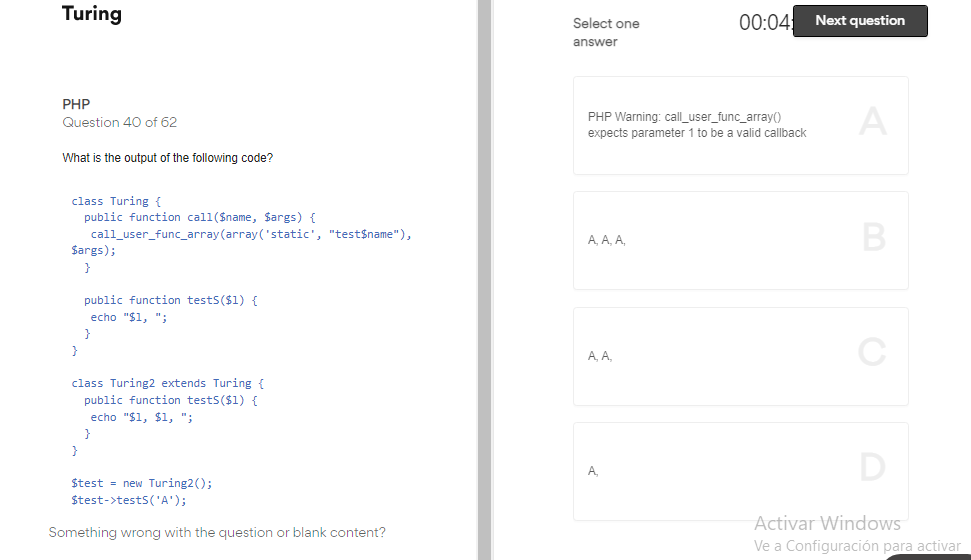 Turing
PHP
Question 40 of 62
What is the output of the following code?
class Turing {
public function call($name, $args) {
call_user_func_array(array('static', "test$name"),
$args);
}
public function testS($l) {
echo "$l, ";
}
}
class Turing2 extends Turing {
public function testS($l) {
echo "$l, $l, ";
}
}
$test = new Turing2();
$test->testS('A');
Something wrong with the question or blank content?
Select one
answer
00:04:
Next question
PHP Warning: call_user_func_array()
expects parameter 1 to be a valid callback
A
A, A, A,
B
A, A,
C
A,
D
Activar Windows
Ve a Configuración para activar